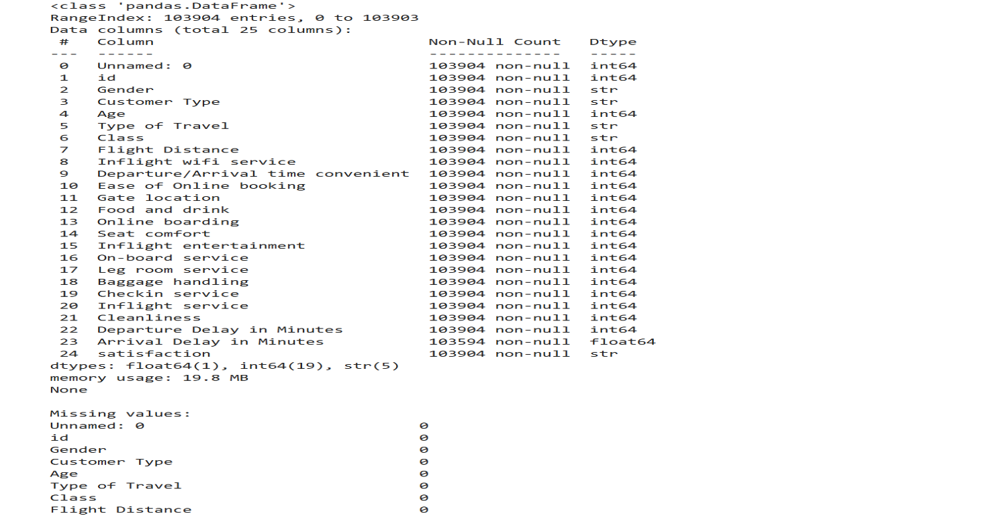 <class 'pandas.DataFrame'>
RangeIndex: 103904 entries, 0 to 103903
Data columns (total 25 columns):
 #   Column                             Non-Null Count   Dtype
---  ------                             --------------   -----
 0   Unnamed: 0                         103904 non-null  int64
 1   id                                 103904 non-null  int64
 2   Gender                             103904 non-null  str
 3   Customer Type                      103904 non-null  str
 4   Age                                103904 non-null  int64
 5   Type of Travel                     103904 non-null  str
 6   Class                              103904 non-null  str
 7   Flight Distance                    103904 non-null  int64
 8   Inflight wifi service              103904 non-null  int64
 9   Departure/Arrival time convenient  103904 non-null  int64
 10  Ease of Online booking             103904 non-null  int64
 11  Gate location                      103904 non-null  int64
 12  Food and drink                     103904 non-null  int64
 13  Online boarding                    103904 non-null  int64
 14  Seat comfort                       103904 non-null  int64
 15  Inflight entertainment             103904 non-null  int64
 16  On-board service                   103904 non-null  int64
 17  Leg room service                   103904 non-null  int64
 18  Baggage handling                   103904 non-null  int64
 19  Checkin service                    103904 non-null  int64
 20  Inflight service                   103904 non-null  int64
 21  Cleanliness                        103904 non-null  int64
 22  Departure Delay in Minutes         103904 non-null  int64
 23  Arrival Delay in Minutes           103594 non-null  float64
 24  satisfaction                       103904 non-null  str
dtypes: float64(1), int64(19), str(5)
memory usage: 19.8 MB
None

Missing values:
Unnamed: 0                             0
id                                     0
Gender                                 0
Customer Type                          0
Age                                    0
Type of Travel                         0
Class                                  0
Flight Distance                        0